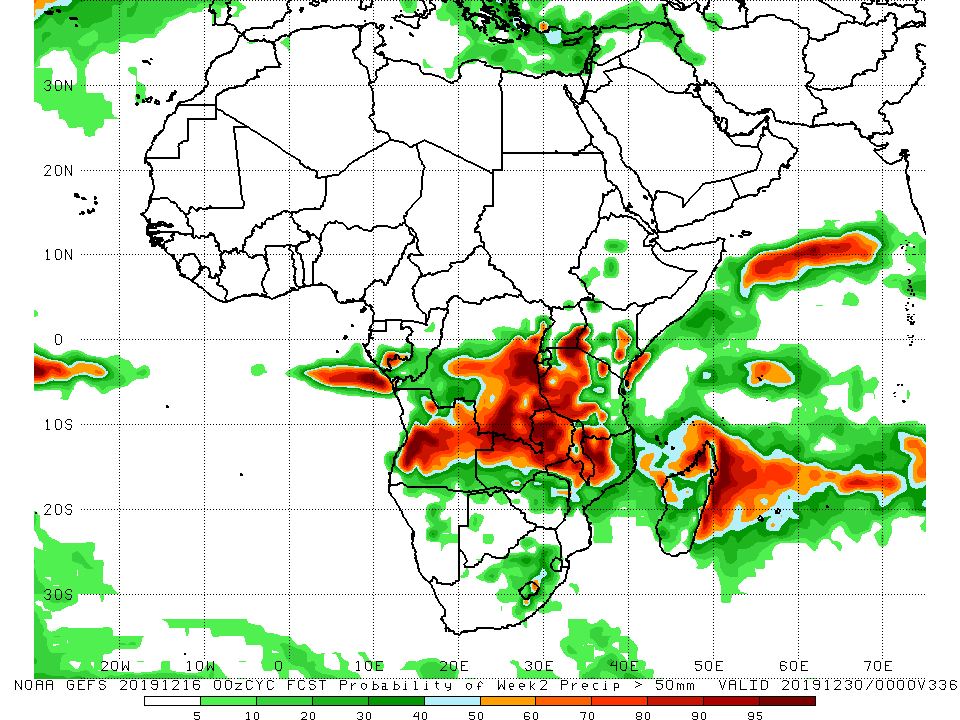 30N
20N
10N
0
10S
20S
30S
20W 10W 0 10E 20E 30E 40E 50E 60E 70E
NOAA GEFS 20191216 00zCYC FCST Probability of Week2 Precip > 50mm VALID 20191230/0000V336
5 10 20 30 40 50 60 70 80 90 95